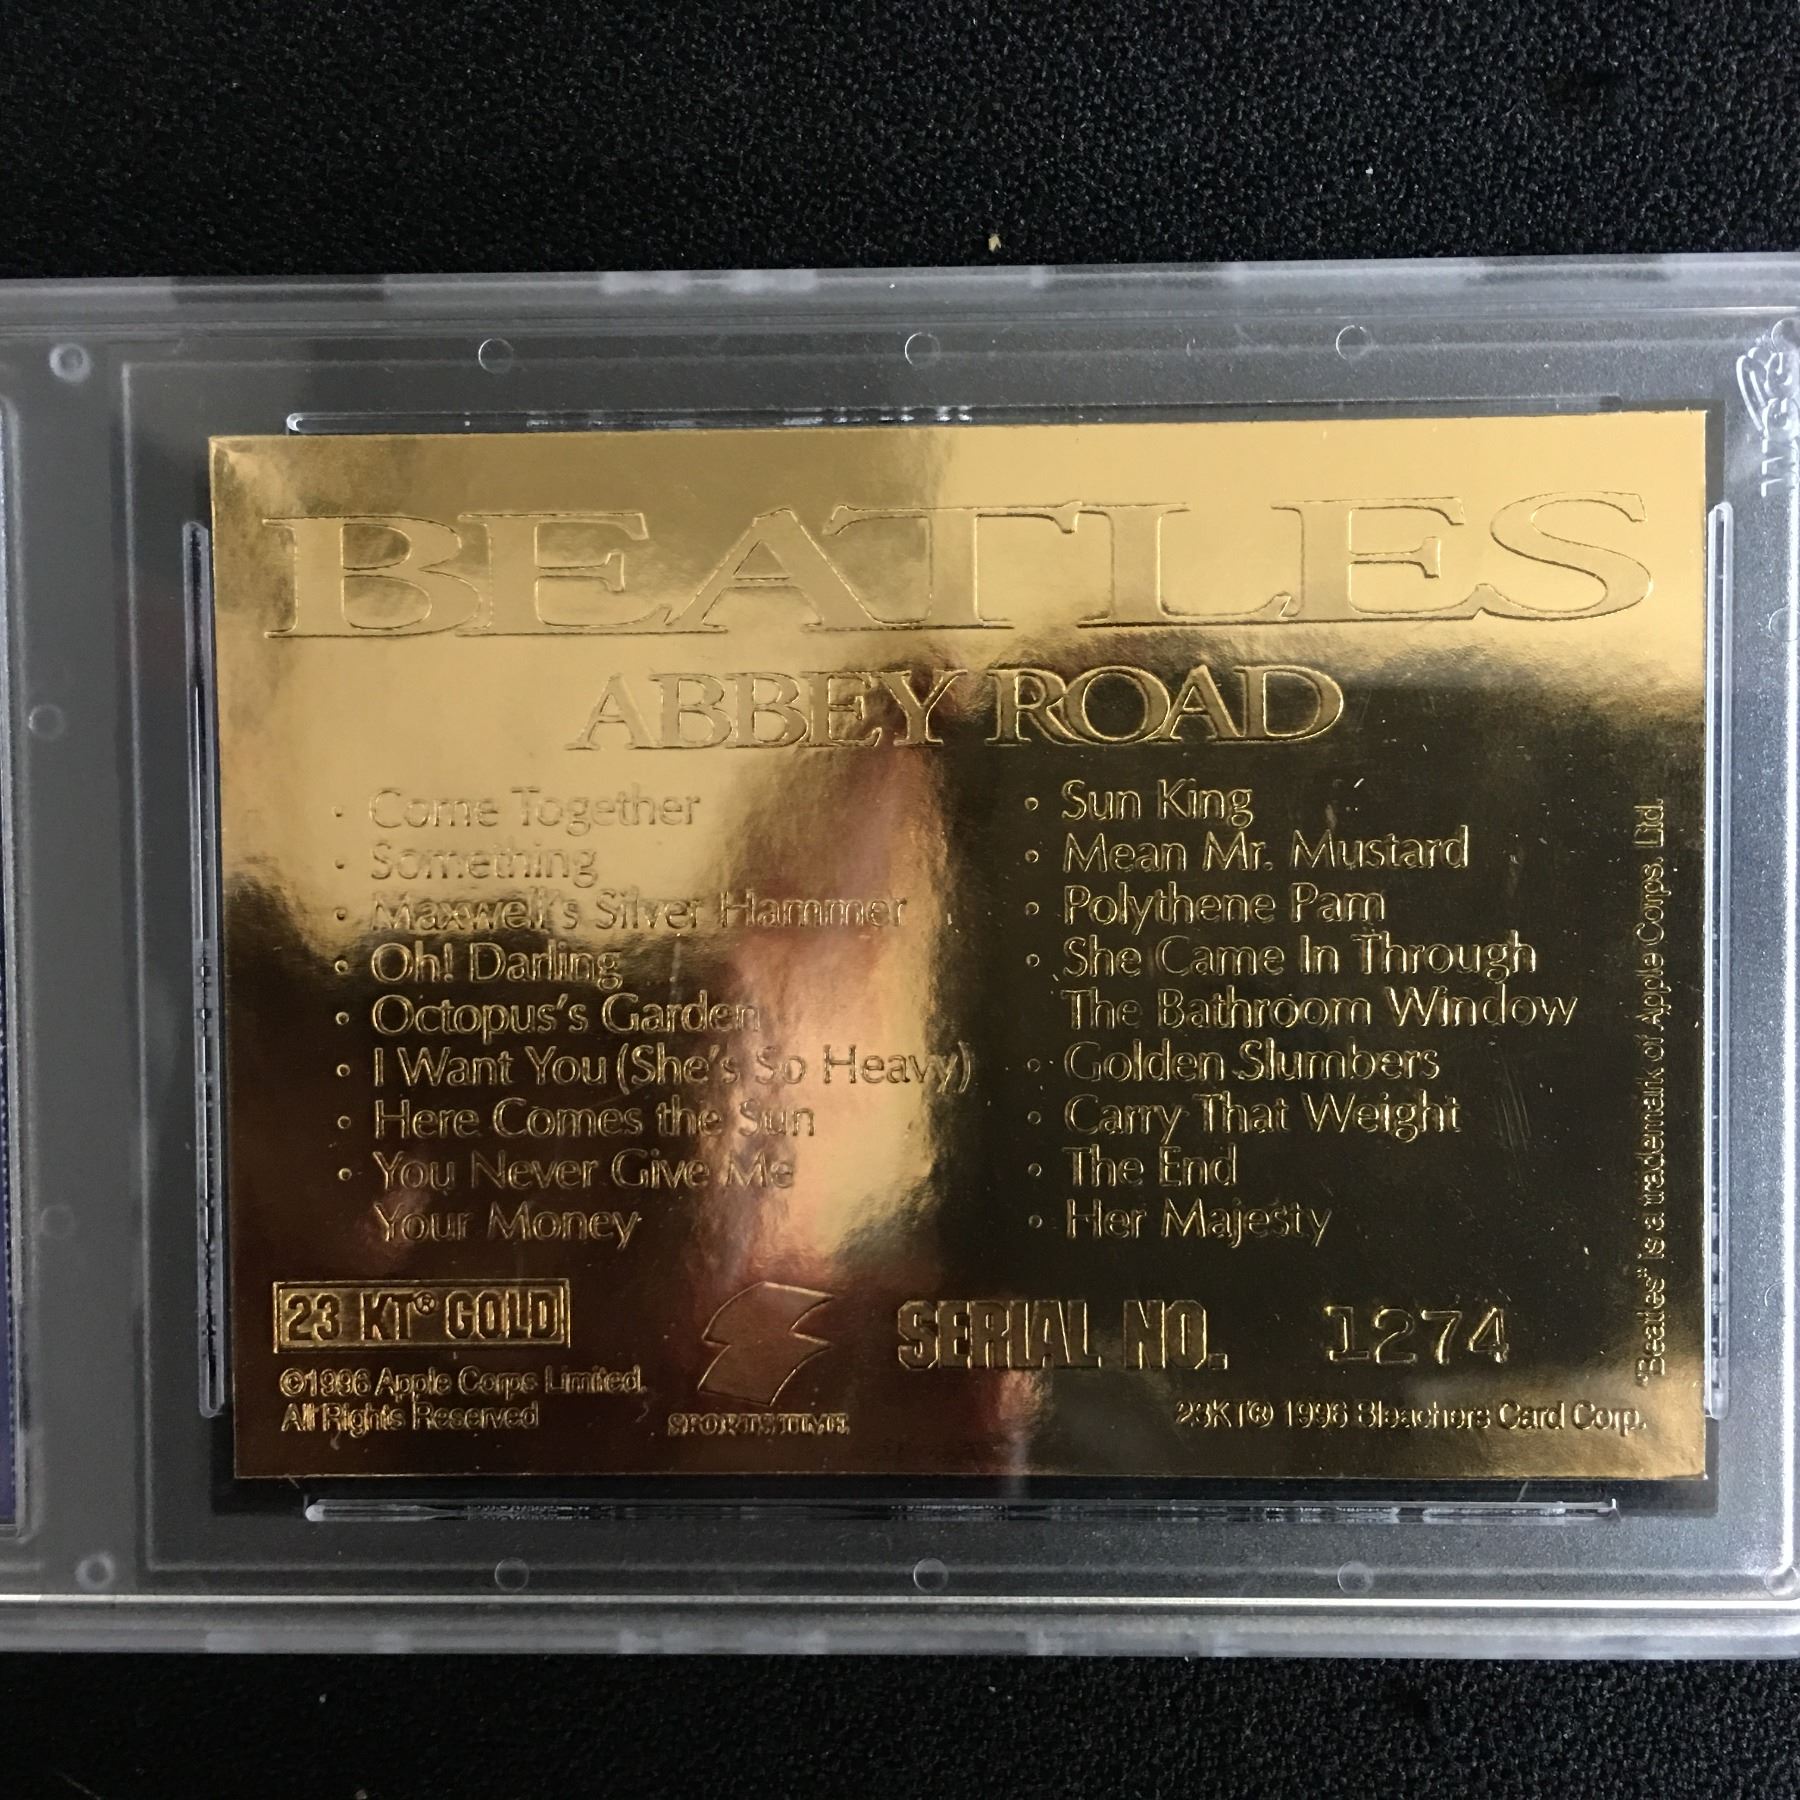 BEATLES
ABBEY ROAD
• Come Together
• Something
• Maxwell's Silver Hammer
• Oh! Darling
• Octopus's Garden
• I Want You (She's So Heavy)
• Here Comes the Sun
• You Never Give Me
Your Money
• Sun King
• Mean Mr. Mustard
• Polythene Pam
• She Came In Through
The Bathroom Window
• Golden Slumbers
• Carry That Weight
• The End
• Her Majesty
"Beatles" is a trademark of Apple Corps. Ltd.
23 KT® GOLD
©1996 Apple Corps Limited.
All Rights Reserved
SPORTSTIME
SERIAL NO. 1274
23KT® 1996 Bleachers Card Corp.